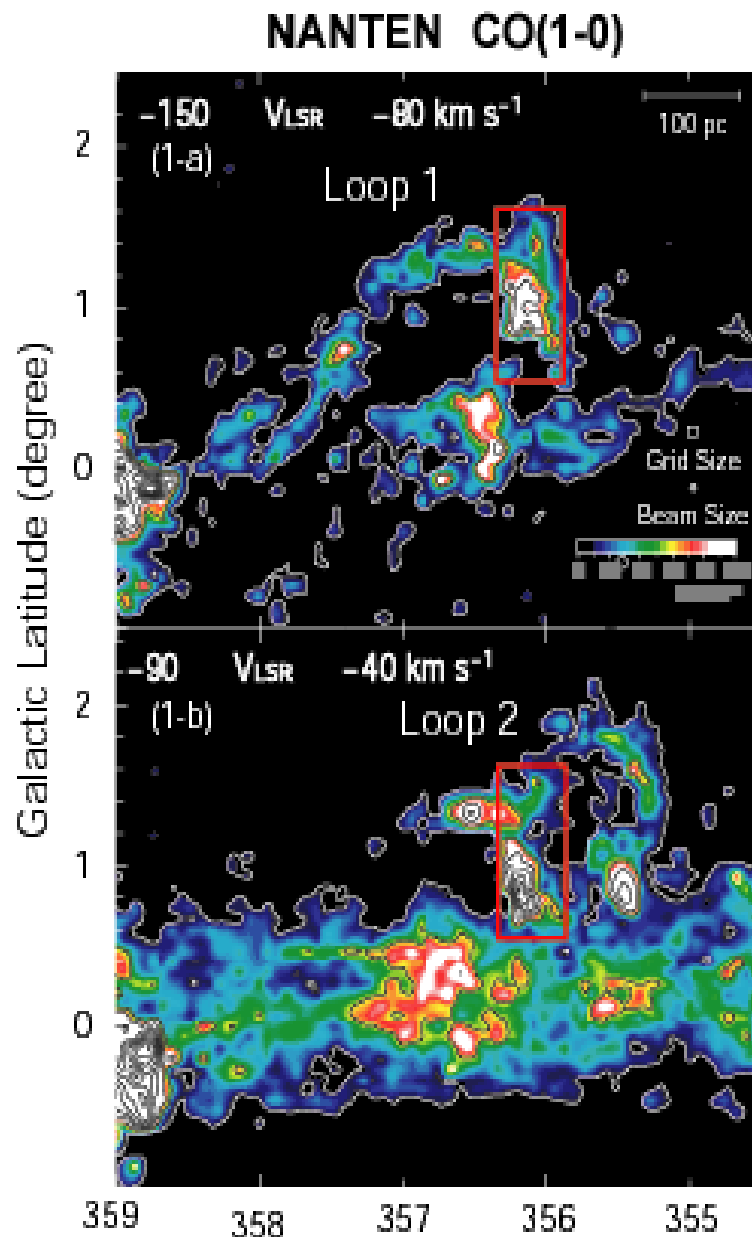 NANTEN CO(1-0)
-150 VLSR -80 km s⁻¹
100 pc
(1-a)
Loop 1
2
1
0
Grid Size
Beam Size
Galactic Latitude (degree)
-90 VLSR -40 km s⁻¹
(1-b)
Loop 2
2
1
0
359 358 357 356 355